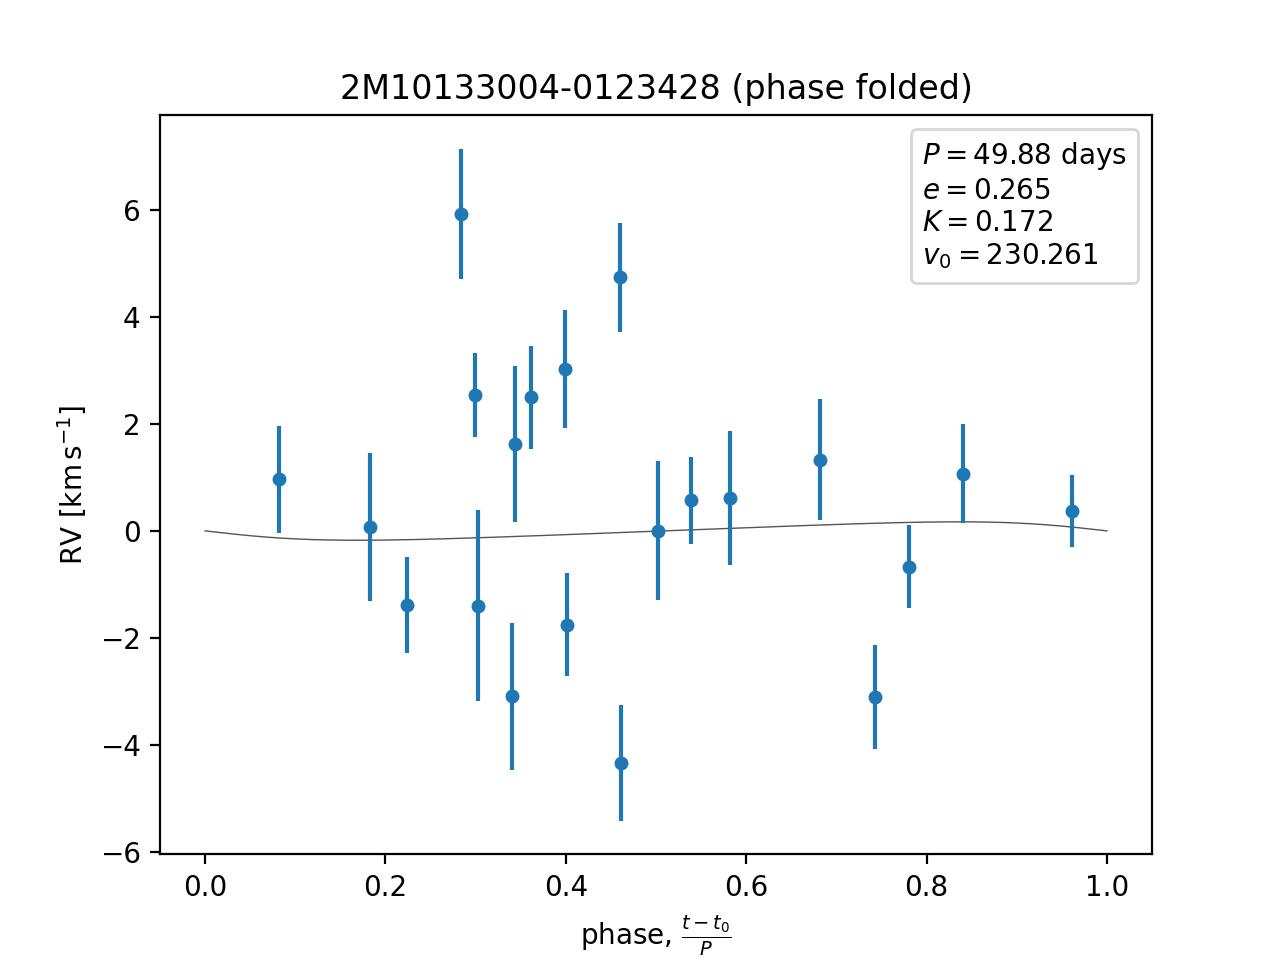 2M10133004-0123428 (phase folded)
P = 49.88 days
e = 0.265
K = 0.172
v₀ = 230.261
6
4
2
0
−2
−4
−6
RV [km s⁻¹]
0.0 0.2 0.4 0.6 0.8 1.0
phase, (t − t₀)/P